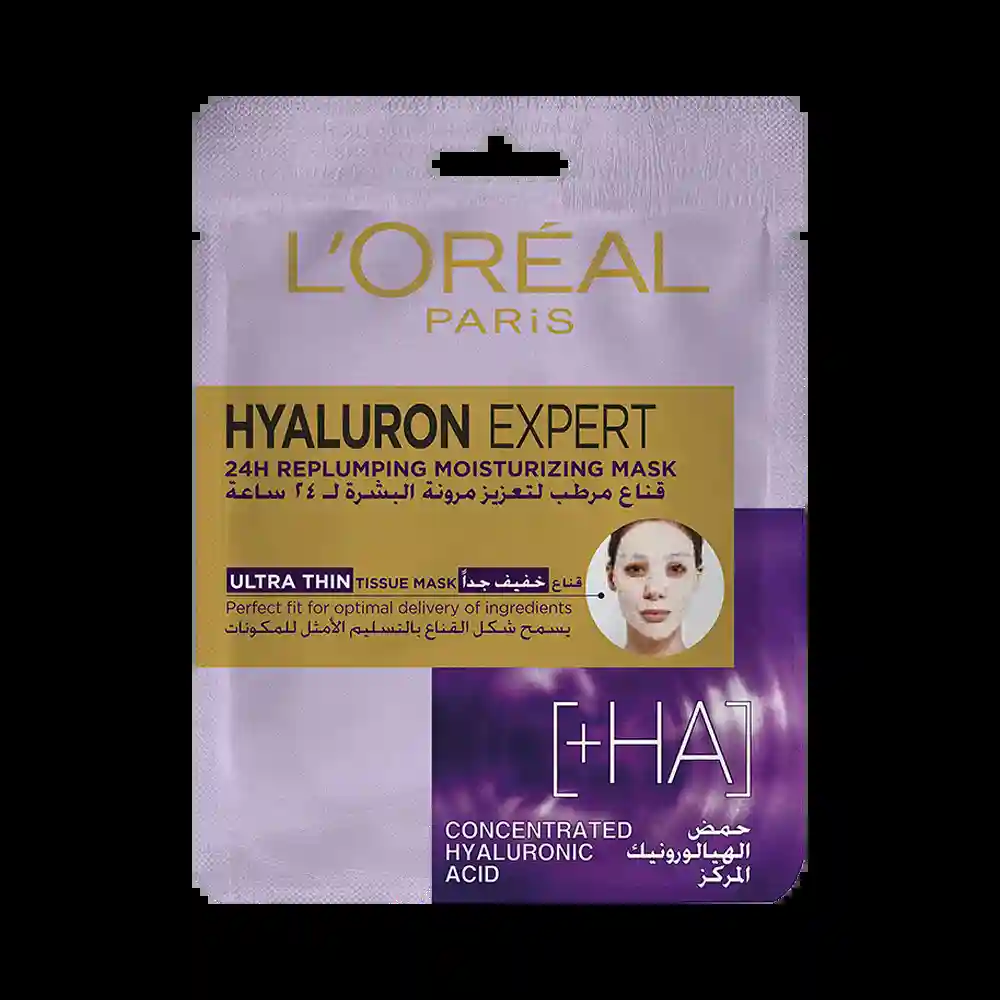 L'ORÉAL
PARiS
HYALURON EXPERT
24H REPLUMPING MOISTURIZING MASK
قناع مرطب لتعزيز مرونة البشرة لـ ٢٤ ساعة
ULTRA THIN TISSUE MASK قناع خفيف جداً
Perfect fit for optimal delivery of ingredients
يسمح شكل القناع بالتسليم الأمثل للمكونات
[+HA]
CONCENTRATED
HYALURONIC
ACID
حمض
الهيالورونيك
المركز